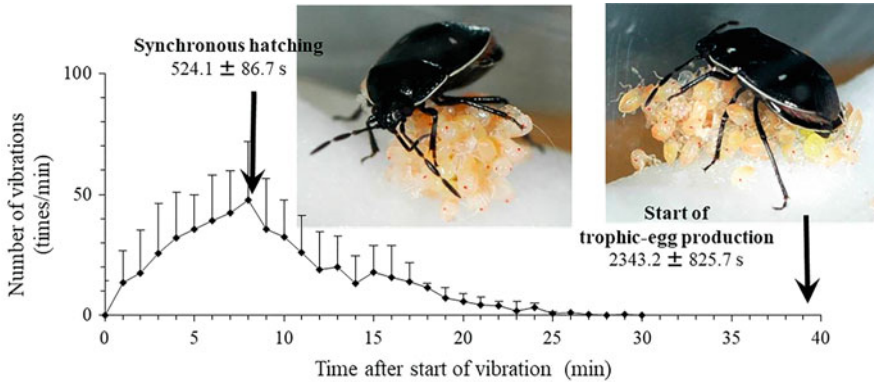 Synchronous hatching
524.1 ± 86.7 s
100
50
0
Number of vibrations
(times/min)
Start of
trophic-egg production
2343.2 ± 825.7 s
0 5 10 15 20 25 30 35 40
Time after start of vibration (min)